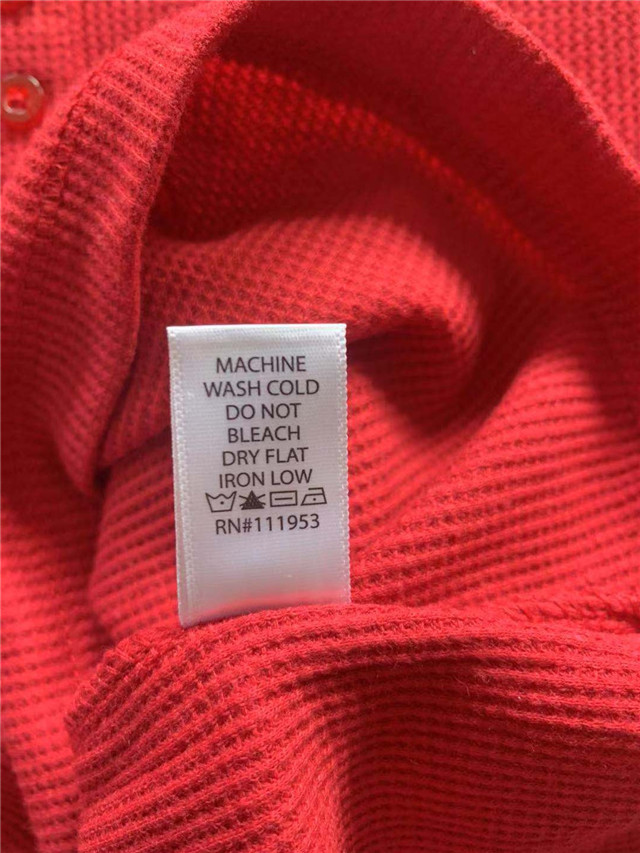 MACHINE
WASH COLD
DO NOT
BLEACH
DRY FLAT
IRON LOW
RN#111953